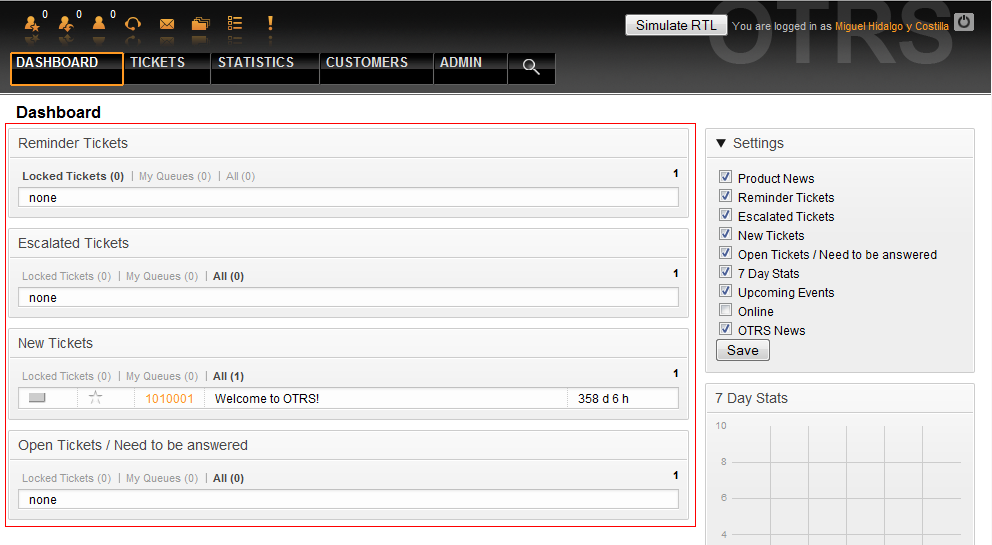 0 0 0
Simulate RTL You are logged in as Miguel Hidalgo y Costilla
OTRS
DASHBOARD TICKETS STATISTICS CUSTOMERS ADMIN
Dashboard
Reminder Tickets
Locked Tickets (0) | My Queues (0) | All (0) 1
none
Escalated Tickets
Locked Tickets (0) | My Queues (0) | All (0) 1
none
New Tickets
Locked Tickets (0) | My Queues (0) | All (1) 1
1010001 Welcome to OTRS! 358 d 6 h
Open Tickets / Need to be answered
Locked Tickets (0) | My Queues (0) | All (0) 1
none
Settings
Product News
Reminder Tickets
Escalated Tickets
New Tickets
Open Tickets / Need to be answered
7 Day Stats
Upcoming Events
Online
OTRS News
Save
7 Day Stats
10
8
6
4